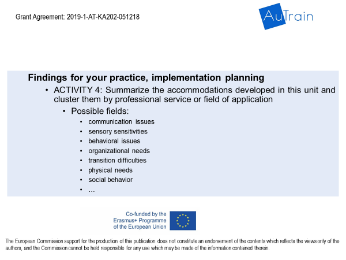 Grant Agreement: 2019-1-AT-KA202-051218
AuTrain
Findings for your practice, implementation planning
• ACTIVITY 4: Summarize the accommodations developed in this unit and
cluster them by professional service or field of application
• Possible fields:
• communication issues
• sensory sensitivities
• behavioral issues
• organizational needs
• transition difficulties
• physical needs
• social behavior
• ...
Co-funded by the
Erasmus+ Programme
of the European Union
The European Commission support for the production of this publication does not constitute an endorsement of the contents which reflects the views only of the
authors, and the Commission cannot be held responsible for any use which may be made of the information contained therein